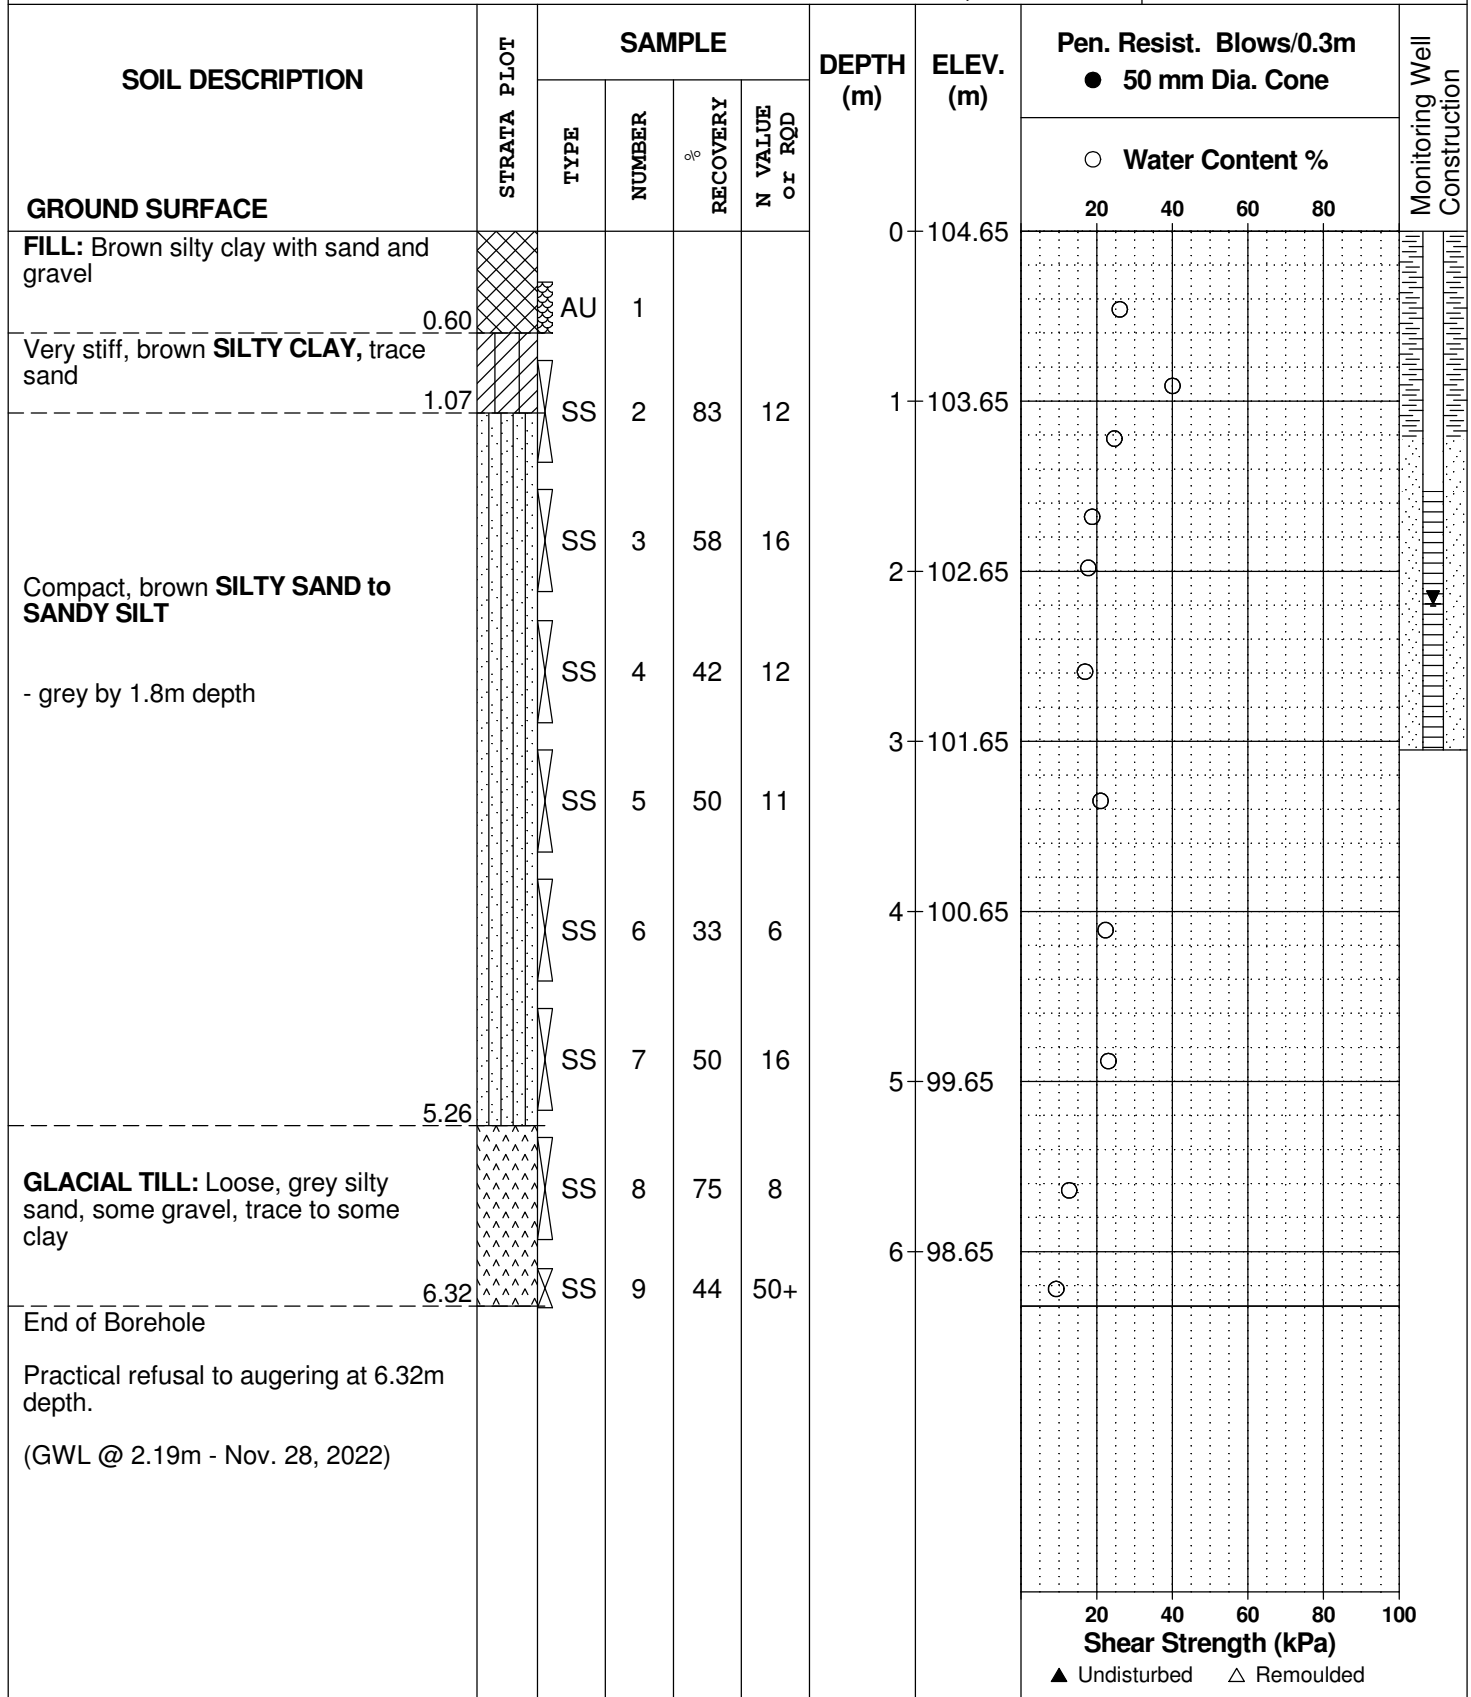 SOIL DESCRIPTION
GROUND SURFACE
STRATA PLOT
SAMPLE
TYPE
NUMBER
%
RECOVERY
N VALUE
or RQD
DEPTH
(m)
ELEV.
(m)
Pen. Resist. Blows/0.3m
● 50 mm Dia. Cone
○ Water Content %
20 40 60 80
Monitoring Well
Construction
0 104.65
FILL: Brown silty clay with sand and
gravel
AU 1
0.60
Very stiff, brown SILTY CLAY, trace
sand
1.07
1 103.65
SS 2 83 12
SS 3 58 16
2 102.65
Compact, brown SILTY SAND to
SANDY SILT
SS 4 42 12
- grey by 1.8m depth
3 101.65
SS 5 50 11
4 100.65
SS 6 33 6
SS 7 50 16
5 99.65
5.26
GLACIAL TILL: Loose, grey silty
sand, some gravel, trace to some
clay
SS 8 75 8
6 98.65
SS 9 44 50+
6.32
End of Borehole
Practical refusal to augering at 6.32m
depth.
(GWL @ 2.19m - Nov. 28, 2022)
20 40 60 80 100
Shear Strength (kPa)
▲ Undisturbed △ Remoulded